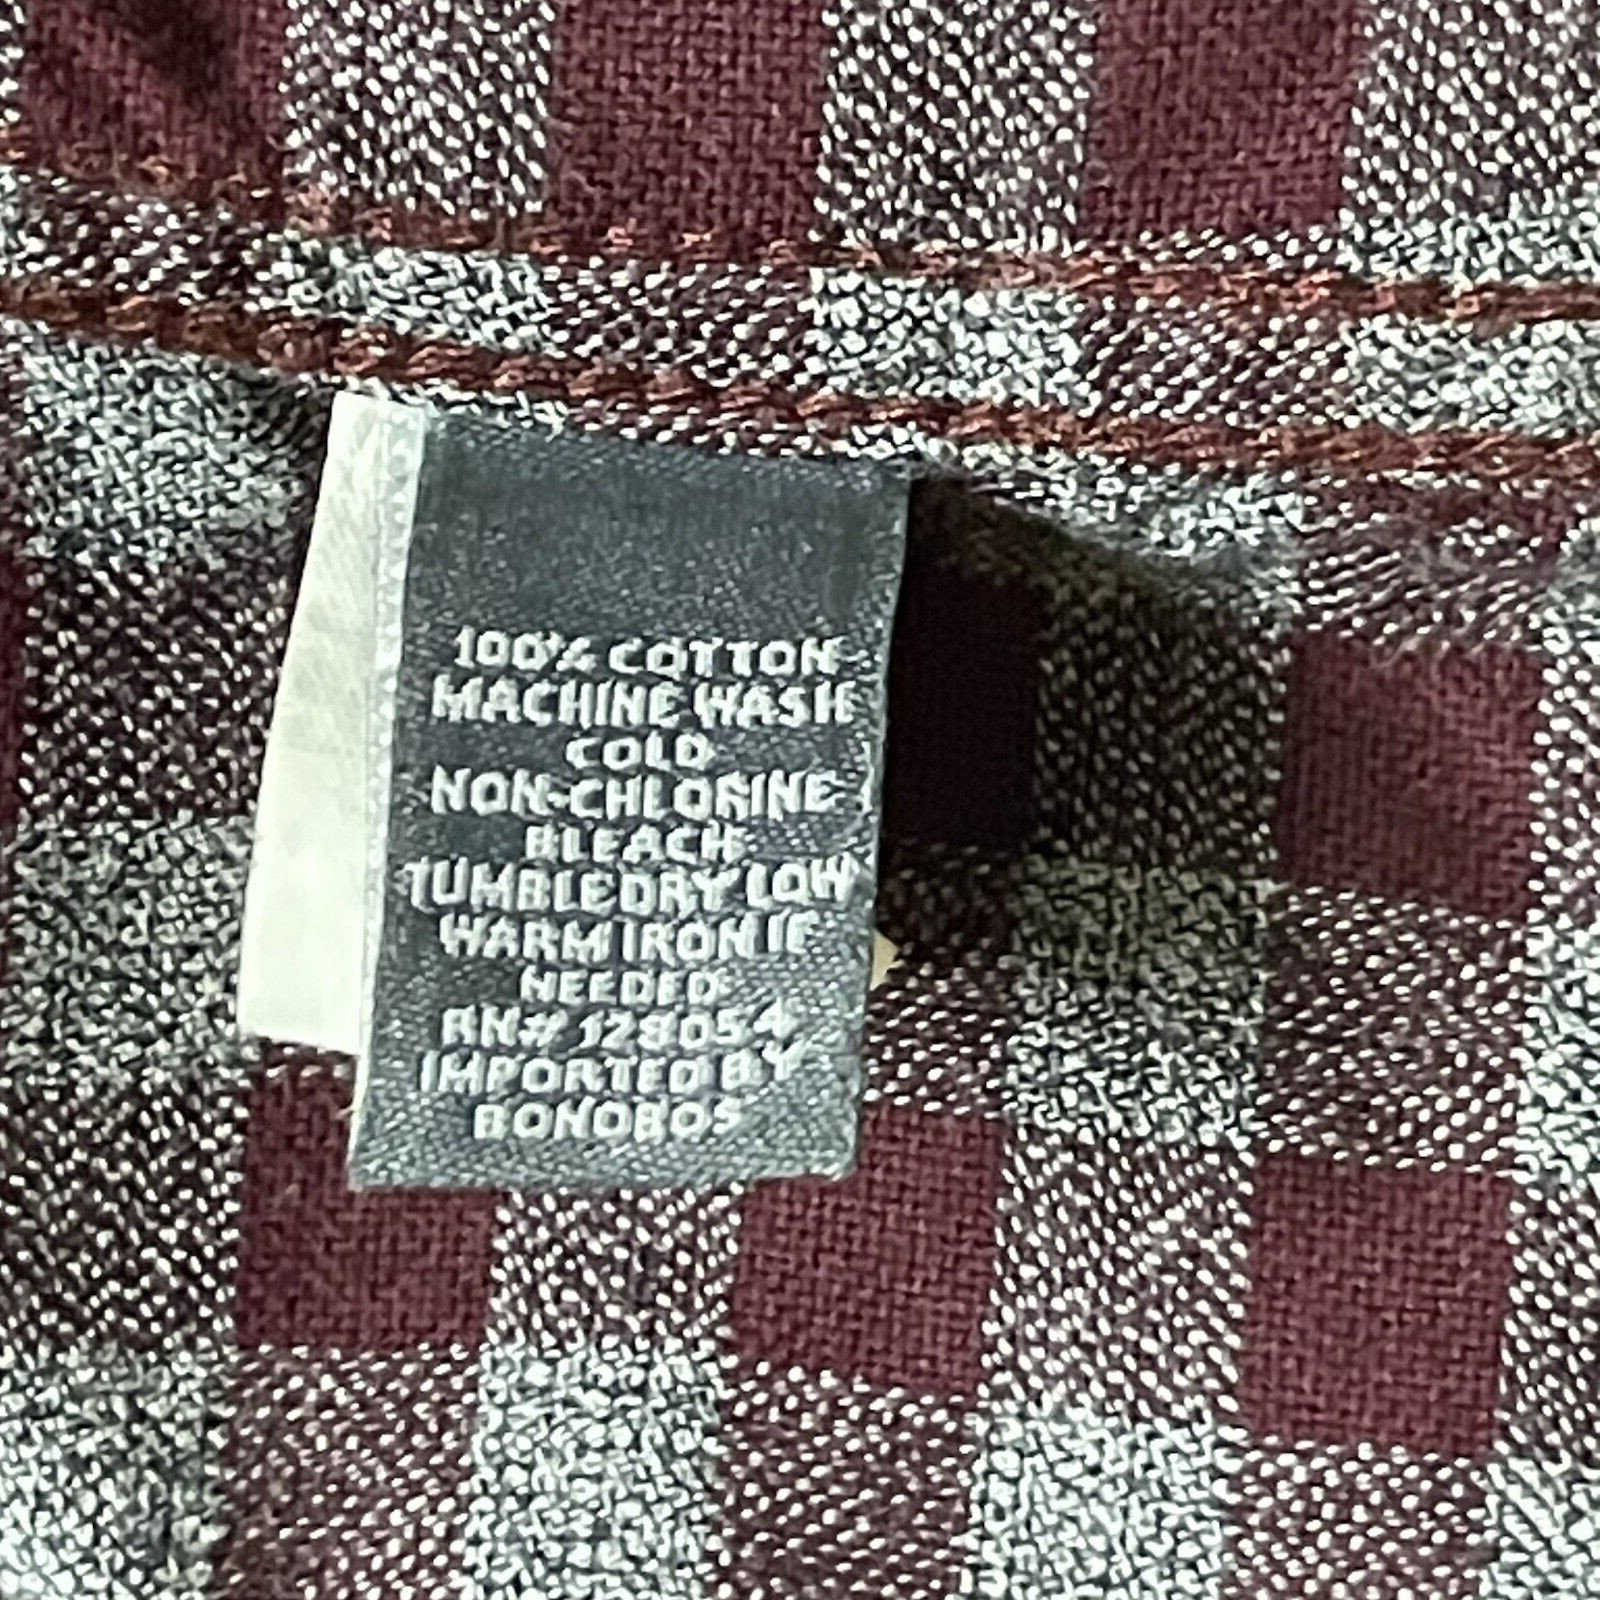 100% COTTON
MACHINE WASH
COLD
NON-CHLORINE
BLEACH
TUMBLE DRY LOW
WARM IRON IF
NEEDED
RN# 128054
IMPORTED BY
BONOBOS